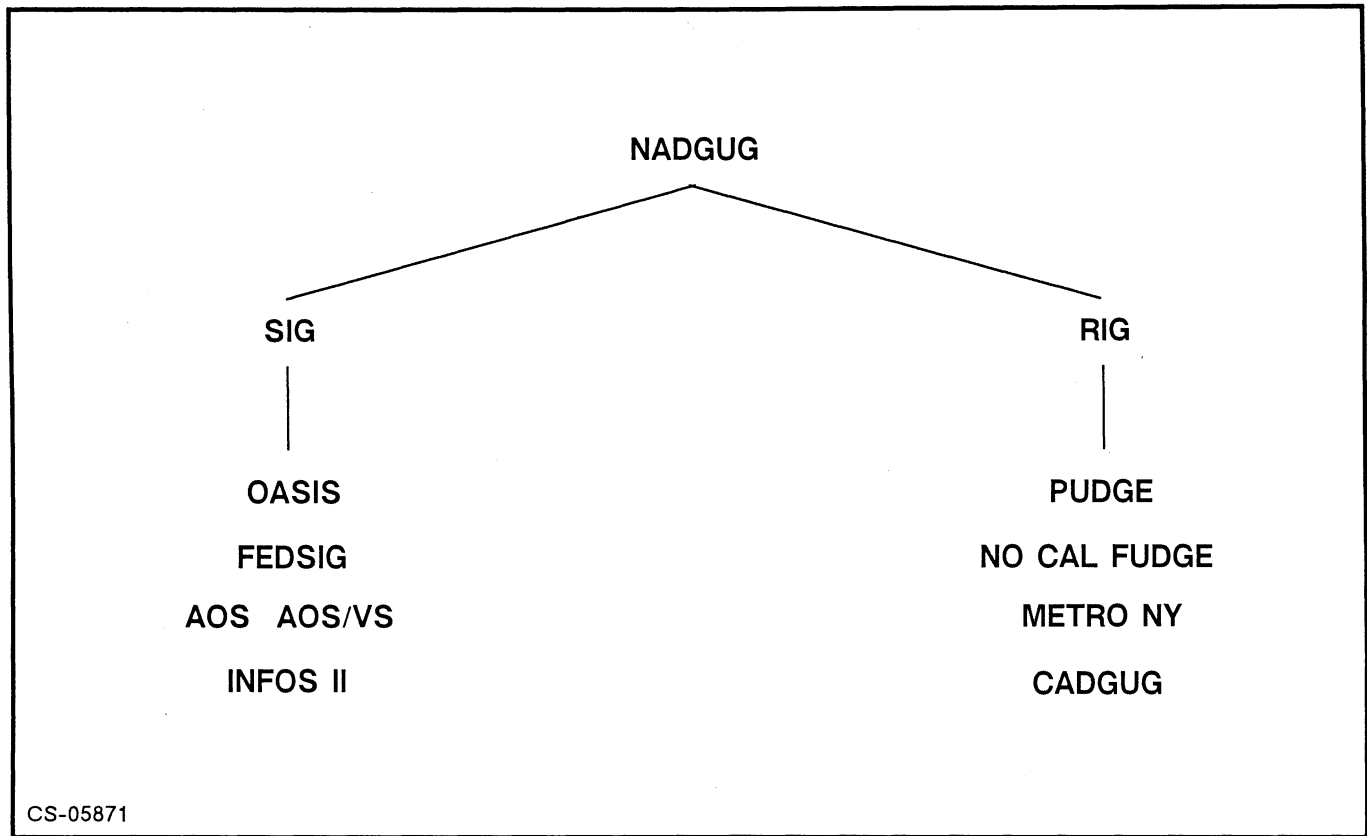 NADGUG
SIG
RIG
OASIS
PUDGE
FEDSIG
NO CAL FUDGE
AOS AOS/VS
METRO NY
INFOS II
CADGUG
CS-05871